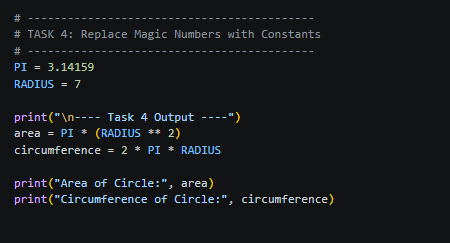 # --------------------------------------------
# TASK 4: Replace Magic Numbers with Constants
# --------------------------------------------
PI = 3.14159
RADIUS = 7
print("\n---- Task 4 Output ----")
area = PI * (RADIUS ** 2)
circumference = 2 * PI * RADIUS
print("Area of Circle:", area)
print("Circumference of Circle:", circumference)